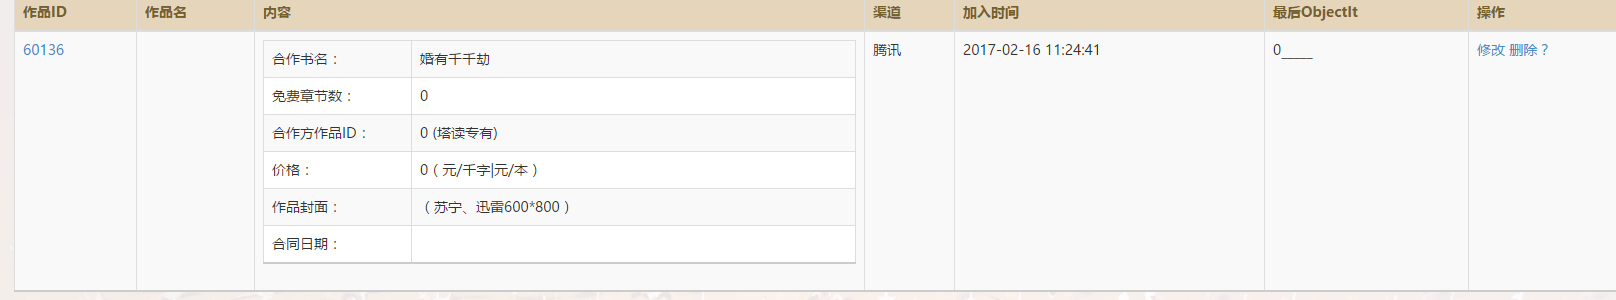 作品ID 作品名 内容 渠道 加入时间 最后ObjectIt 操作
60136 腾讯 2017-02-16 11:24:41 0____ 修改 删除？
合作书名： 婚有千千劫
免费章节数： 0
合作方作品ID： 0 (塔读专有)
价格： 0（元/千字|元/本）
作品封面： （苏宁、迅雷600*800）
合同日期：